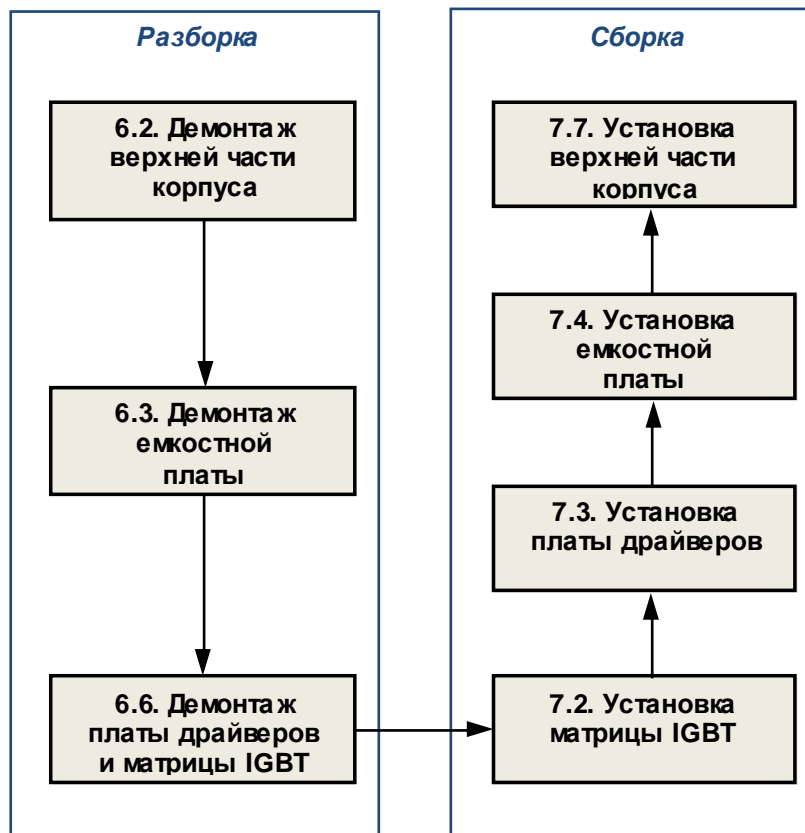 Разборка
6.2. Демонтаж
верхней части
корпуса
6.3. Демонтаж
емкостной
платы
6.6. Демонтаж
платы драйверов
и матрицы IGBT
Сборка
7.7. Установка
верхней части
корпуса
7.4. Установка
емкостной
платы
7.3. Установка
платы драйверов
7.2. Установка
матрицы IGBT